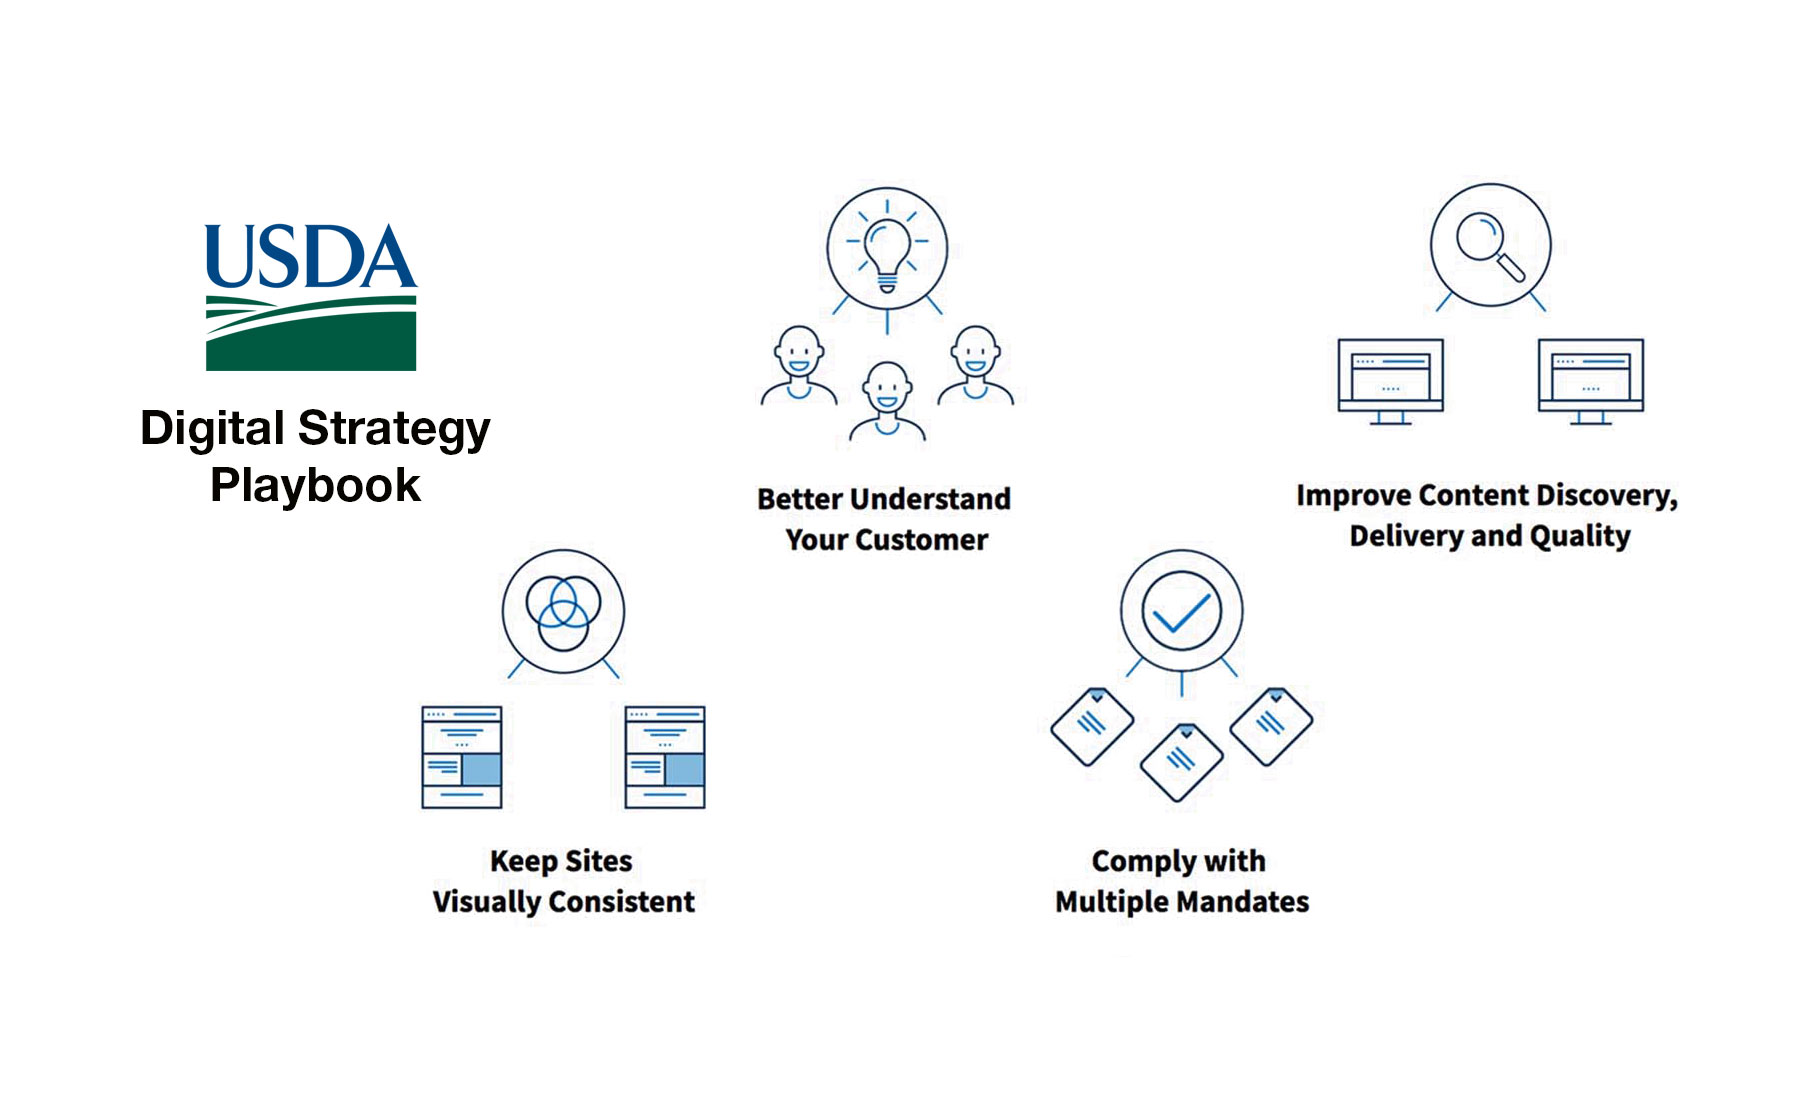 USDA
Digital Strategy
Playbook
Better Understand
Your Customer
Improve Content Discovery,
Delivery and Quality
Keep Sites
Visually Consistent
Comply with
Multiple Mandates